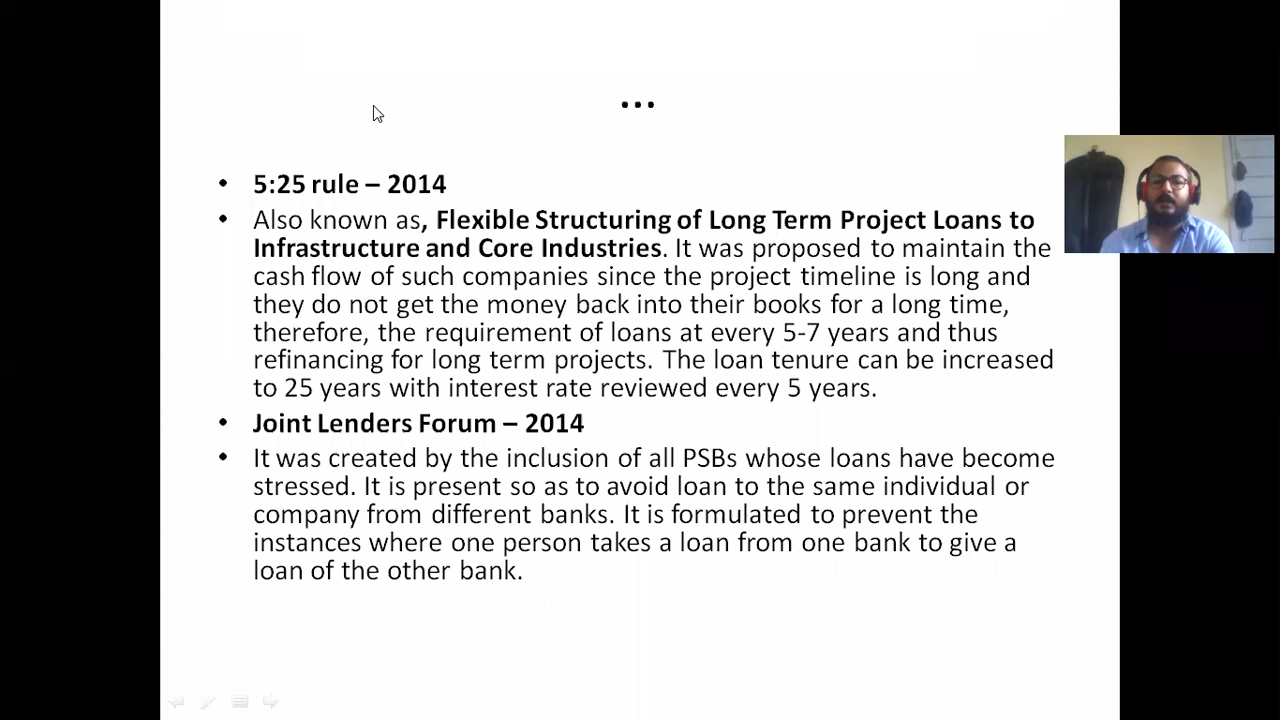 ...
• 5:25 rule – 2014
• Also known as, Flexible Structuring of Long Term Project Loans to
Infrastructure and Core Industries. It was proposed to maintain the
cash flow of such companies since the project timeline is long and
they do not get the money back into their books for a long time,
therefore, the requirement of loans at every 5-7 years and thus
refinancing for long term projects. The loan tenure can be increased
to 25 years with interest rate reviewed every 5 years.
• Joint Lenders Forum – 2014
• It was created by the inclusion of all PSBs whose loans have become
stressed. It is present so as to avoid loan to the same individual or
company from different banks. It is formulated to prevent the
instances where one person takes a loan from one bank to give a
loan of the other bank.